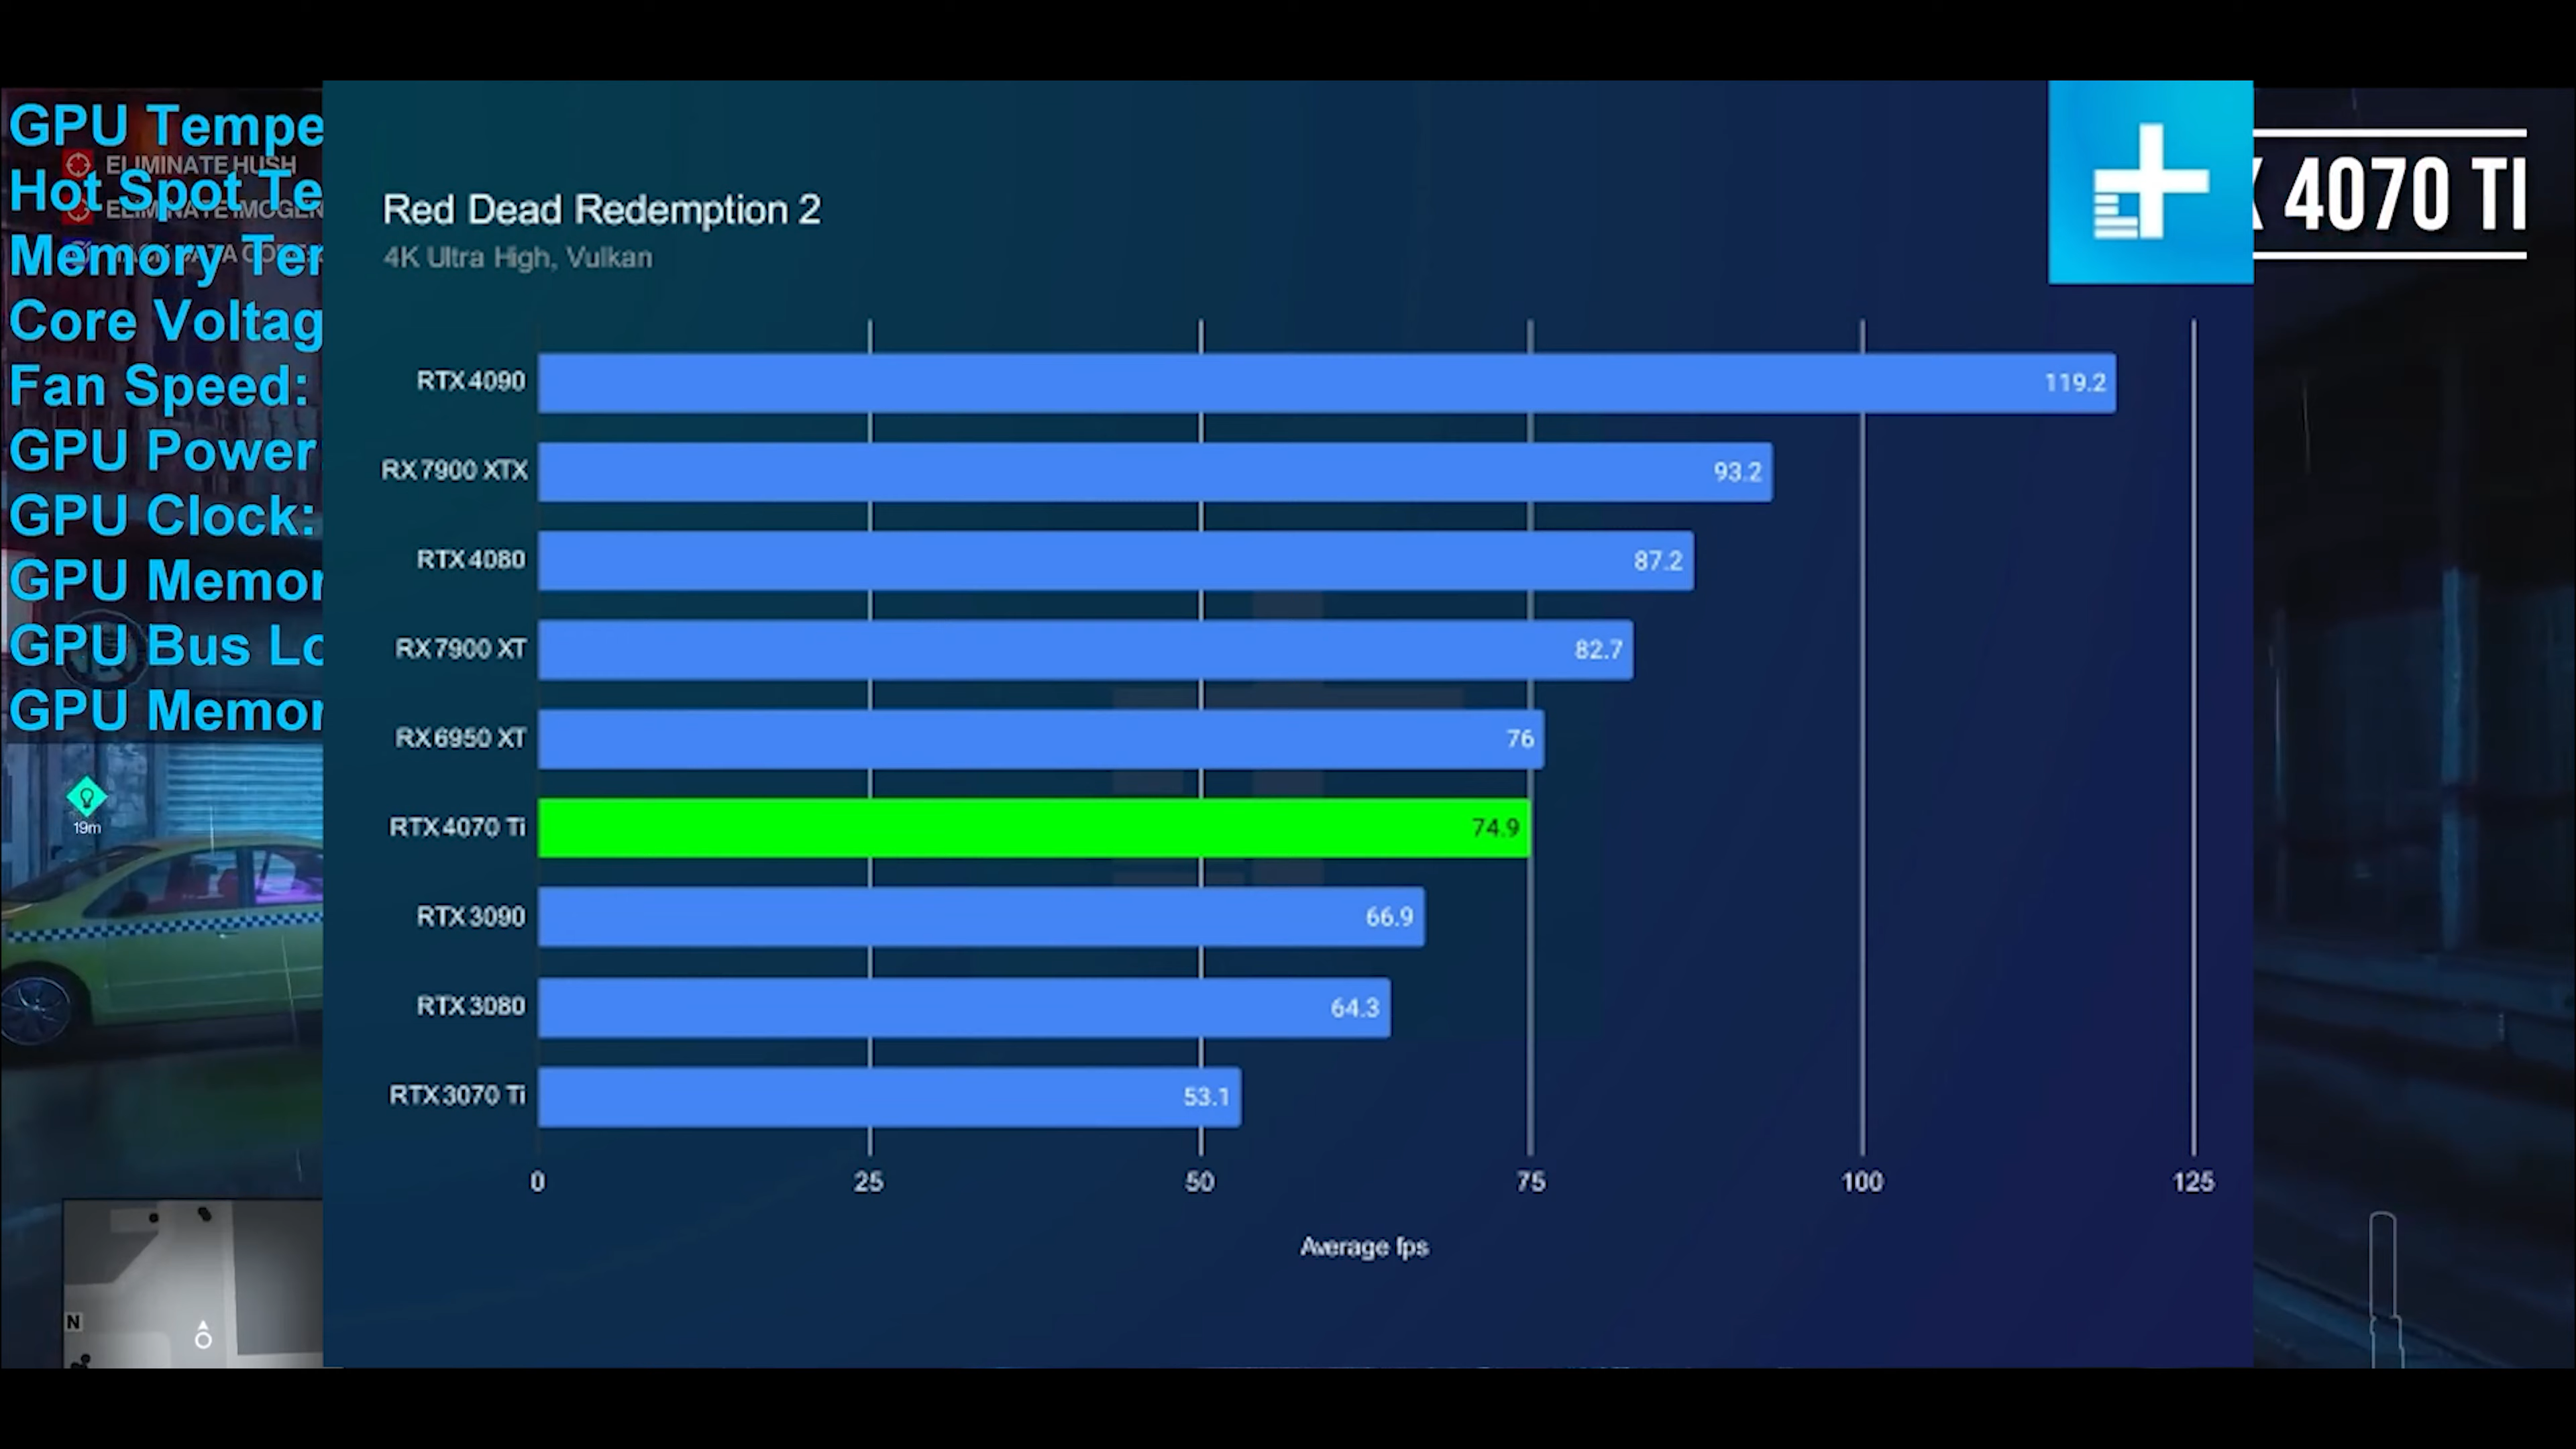 GPU Tempe
ELIMINATE HUSH
Hot Spot Te
ELIMINATE IMOGEN
Memory Ter
Core Voltag
Fan Speed:
GPU Power
GPU Clock:
GPU Memor
GPU Bus Lo
GPU Memor
19m
N
4070 TI
Red Dead Redemption 2
4K Ultra High, Vulkan
RTX 4090 119.2
RX 7900 XTX 93.2
RTX 4080 87.2
RX 7900 XT 82.7
RX 6950 XT 76
RTX 4070 Ti 74.9
RTX 3090 66.9
RTX 3080 64.3
RTX 3070 Ti 53.1
0 25 50 75 100 125
Average fps